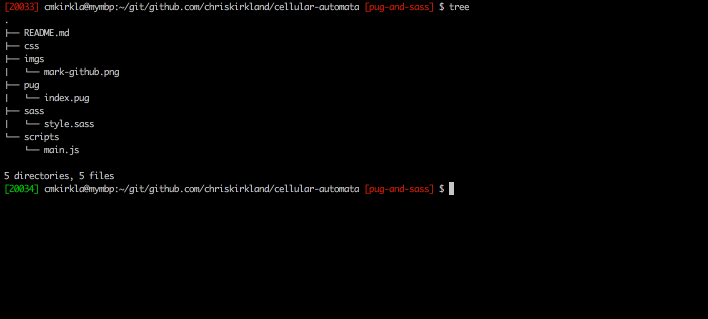 [20033] cmkirkla@mymbp:~/git/github.com/chriskirkland/cellular-automata [pug-and-sass] $ tree
.
├── README.md
├── css
├── imgs
│   └── mark-github.png
├── pug
│   └── index.pug
├── sass
│   └── style.sass
└── scripts
    └── main.js

5 directories, 5 files
[20034] cmkirkla@mymbp:~/git/github.com/chriskirkland/cellular-automata [pug-and-sass] $